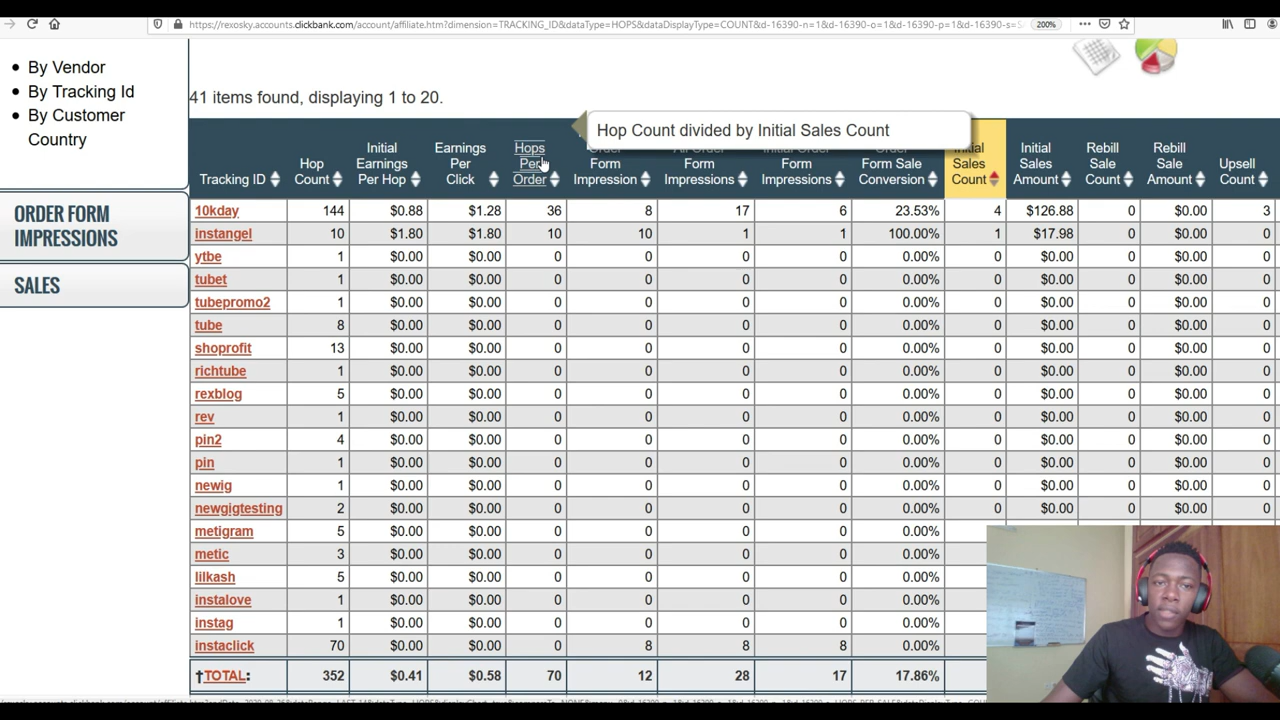 https://rexosky.accounts.clickbank.com/account/affiliate.htm?dimension=TRACKING_ID&dataType=HOPS&dataDisplayType=COUNT&d-16390-n=1&d-16390-o=1&d-16390-p=1&d-16390-s= 200%
By Vendor
By Tracking Id
By Customer
Country
ORDER FORM
IMPRESSIONS
SALES
41 items found, displaying 1 to 20.
Hop Count divided by Initial Sales Count
Tracking ID Hop Count Initial Earnings Per Hop Earnings Per Click Hops Per Order Form Impression Form Impressions Form Impressions Form Sale Conversion Initial Sales Count Initial Sales Amount Rebill Sale Count Rebill Sale Amount Upsell Count
10kday 144 $0.88 $1.28 36 8 17 6 23.53% 4 $126.88 0 $0.00 3
instangel 10 $1.80 $1.80 10 10 1 1 100.00% 1 $17.98 0 $0.00 0
ytbe 1 $0.00 $0.00 0 0 0 0 0.00% 0 $0.00 0 $0.00 0
tubet 1 $0.00 $0.00 0 0 0 0 0.00% 0 $0.00 0 $0.00 0
tubepromo2 1 $0.00 $0.00 0 0 0 0 0.00% 0 $0.00 0 $0.00 0
tube 8 $0.00 $0.00 0 0 0 0 0.00% 0 $0.00 0 $0.00 0
shoprofit 13 $0.00 $0.00 0 0 0 0 0.00% 0 $0.00 0 $0.00 0
richtube 1 $0.00 $0.00 0 0 0 0 0.00% 0 $0.00 0 $0.00 0
rexblog 5 $0.00 $0.00 0 0 0 0 0.00% 0 $0.00 0 $0.00 0
rev 1 $0.00 $0.00 0 0 0 0 0.00% 0 $0.00 0 $0.00 0
pin2 4 $0.00 $0.00 0 0 0 0 0.00% 0 $0.00 0 $0.00 0
pin 1 $0.00 $0.00 0 0 0 0 0.00% 0 $0.00 0 $0.00 0
newig 1 $0.00 $0.00 0 0 0 0 0.00% 0 $0.00 0 $0.00 0
newgigtesting 2 $0.00 $0.00 0 0 0 0 0.00% 0 $0.00 0 $0.00 0
metigram 5 $0.00 $0.00 0 0 0 0 0.00%
metic 3 $0.00 $0.00 0 0 0 0 0.00%
lilkash 5 $0.00 $0.00 0 0 0 0 0.00%
instalove 1 $0.00 $0.00 0 0 0 0 0.00%
instag 1 $0.00 $0.00 0 0 0 0 0.00%
instaclick 70 $0.00 $0.00 0 8 8 8 0.00%
†TOTAL: 352 $0.41 $0.58 70 12 28 17 17.86%